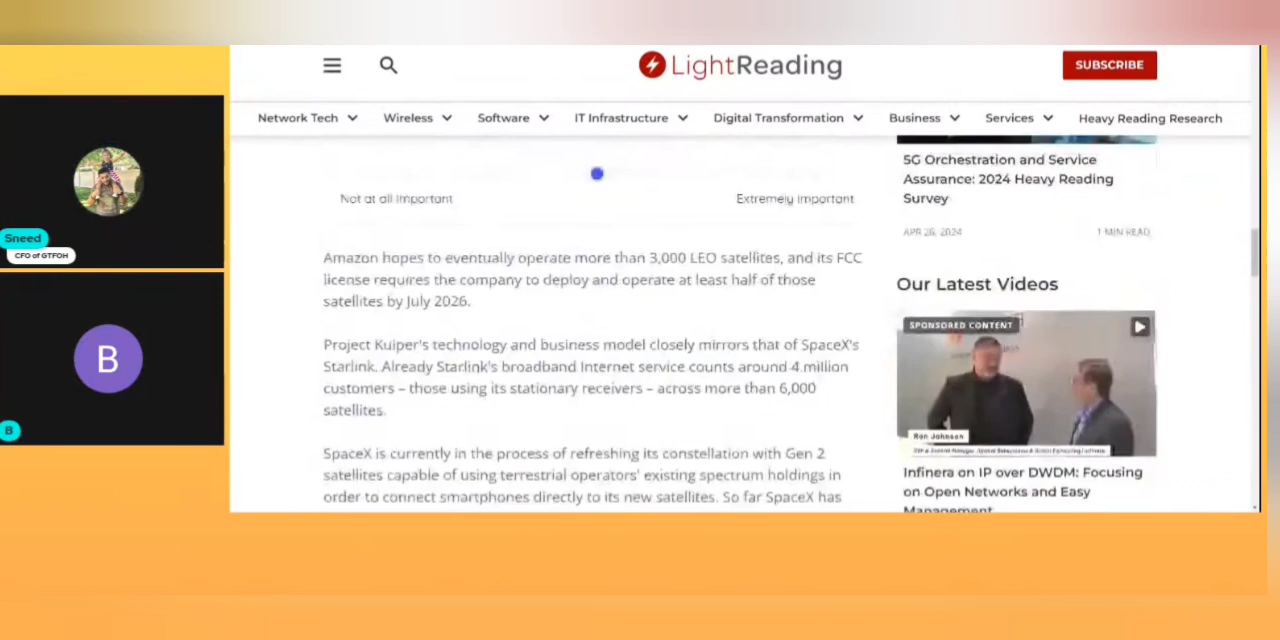 LightReading
SUBSCRIBE
Network Tech
Wireless
Software
IT Infrastructure
Digital Transformation
Business
Services
Heavy Reading Research
Sneed
CFO of GTFOH
B
B
Not at all Important
Extremely Important
Amazon hopes to eventually operate more than 3,000 LEO satellites, and its FCC
license requires the company to deploy and operate at least half of those
satellites by July 2026.
Project Kuiper's technology and business model closely mirrors that of SpaceX's
Starlink. Already Starlink's broadband Internet service counts around 4 million
customers – those using its stationary receivers – across more than 6,000
satellites.
SpaceX is currently in the process of refreshing its constellation with Gen 2
satellites capable of using terrestrial operators' existing spectrum holdings in
order to connect smartphones directly to its new satellites. So far SpaceX has
5G Orchestration and Service
Assurance: 2024 Heavy Reading
Survey
APR 26, 2024
1 MIN READ
Our Latest Videos
SPONSORED CONTENT
Ron Johnson
Infinera on IP over DWDM: Focusing
on Open Networks and Easy
Management